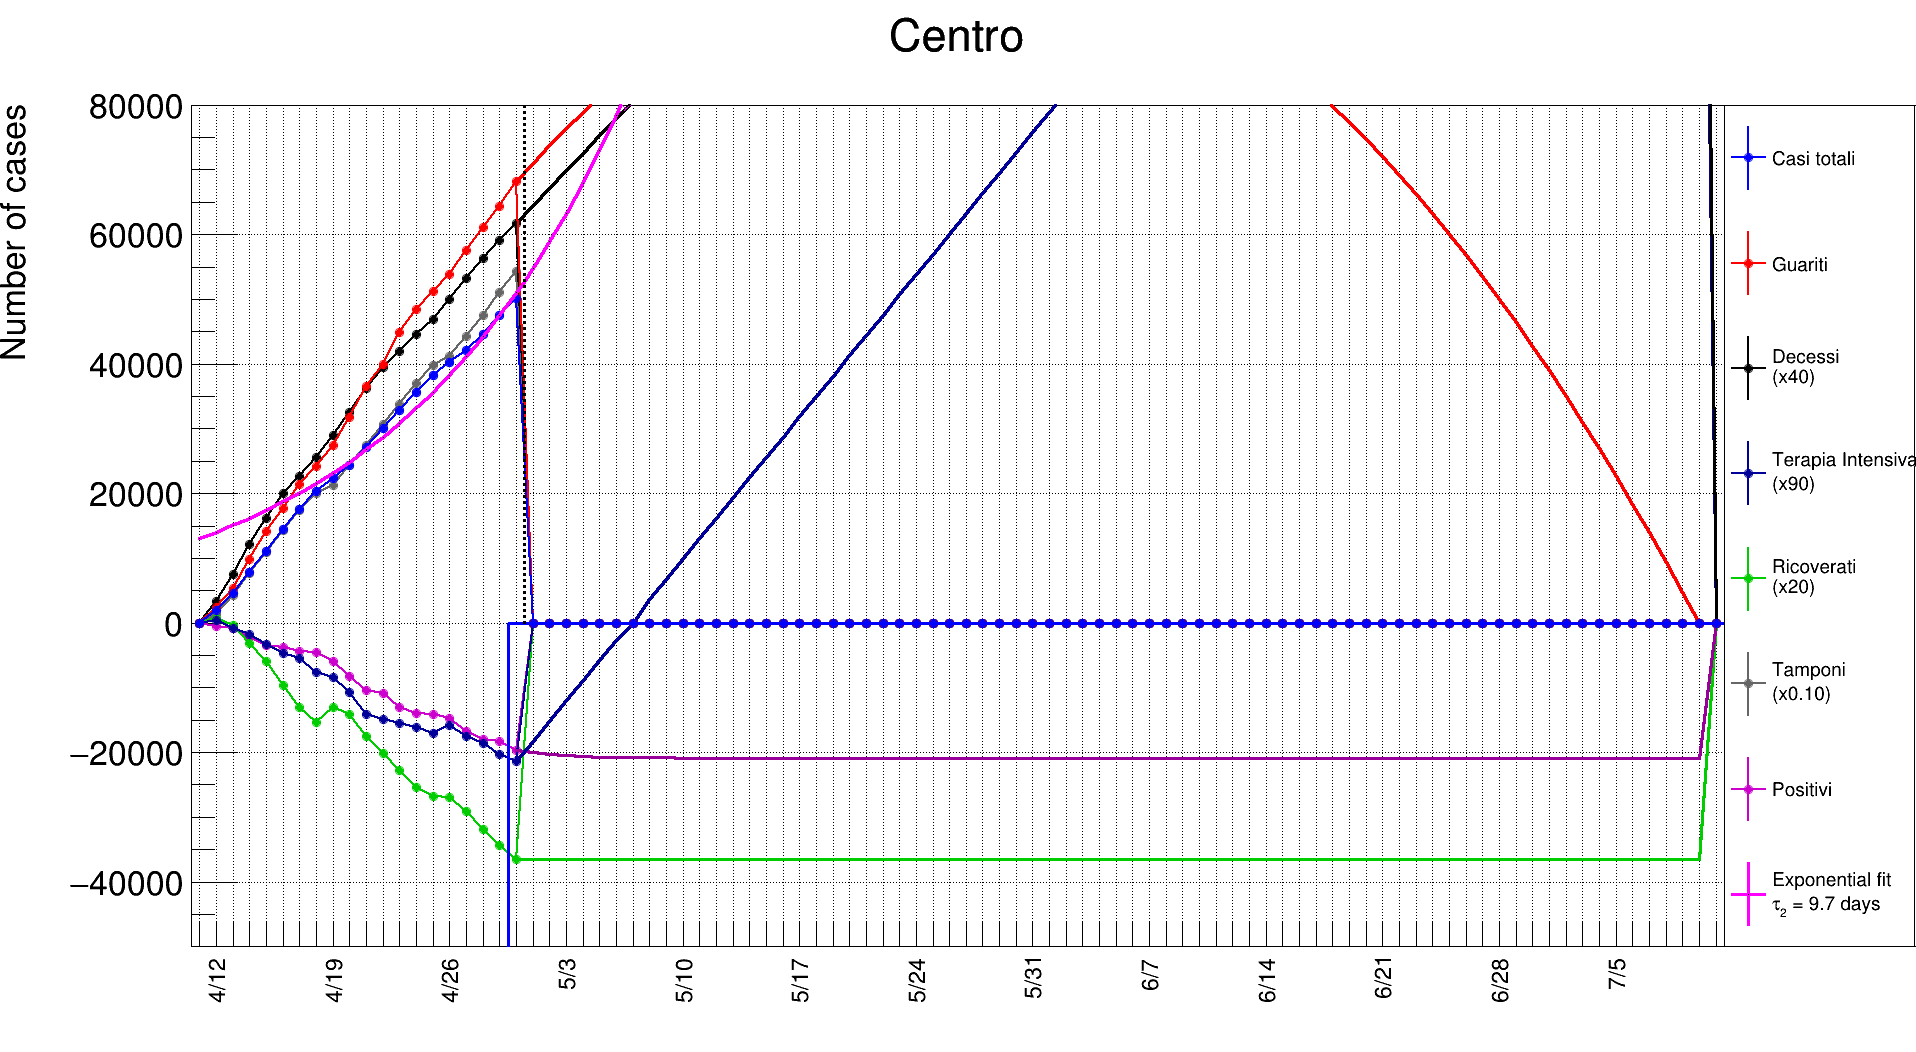 Centro
Number of cases
80000
60000
40000
20000
0
−20000
−40000
4/12
4/19
4/26
5/3
5/10
5/17
5/24
5/31
6/7
6/14
6/21
6/28
7/5
Casi totali
Guariti
Decessi
(x40)
Terapia Intensiva
(x90)
Ricoverati
(x20)
Tamponi
(x0.10)
Positivi
Exponential fit
τ₂ = 9.7 days